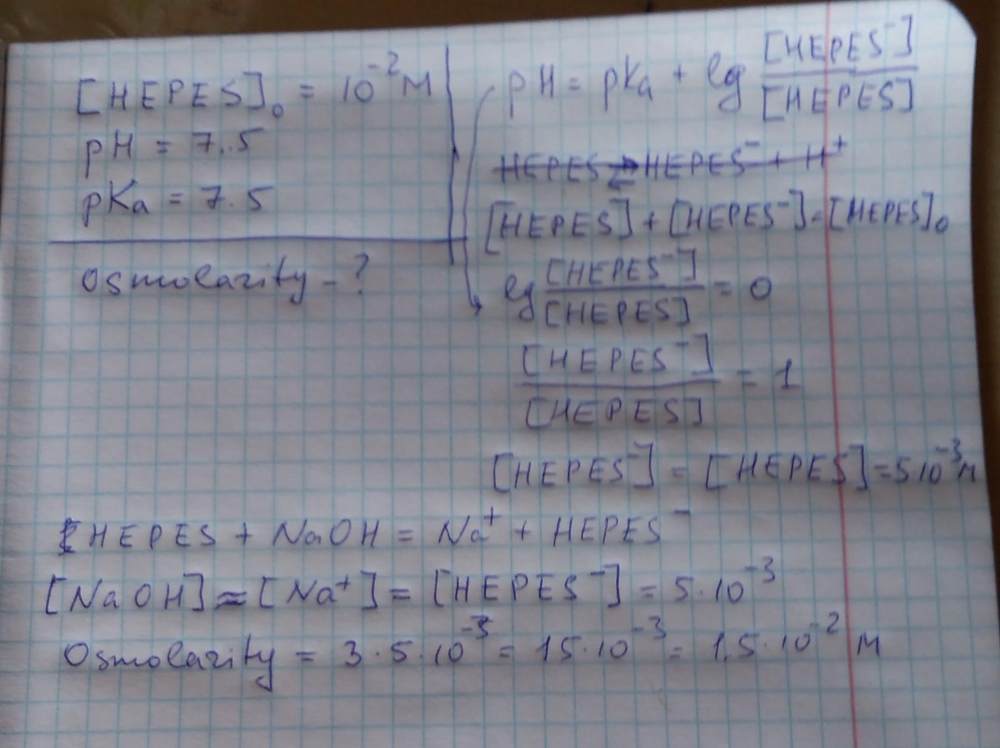 [HEPES]₀ = 10⁻² M
pH = 7.5
pKa = 7.5
Osmolarity - ?
pH = pKa + lg [HEPES⁻] / [HEPES]
HEPES ⇄ HEPES⁻ + H⁺
[HEPES] + [HEPES⁻] = [HEPES]₀
lg [HEPES⁻] / [HEPES] = 0
[HEPES⁻] / [HEPES] = 1
[HEPES⁻] = [HEPES] = 5·10⁻³ M
HEPES + NaOH = Na⁺ + HEPES⁻
[NaOH] ≈ [Na⁺] = [HEPES⁻] = 5·10⁻³
Osmolarity = 3·5·10⁻³ = 15·10⁻³ = 1.5·10⁻² M